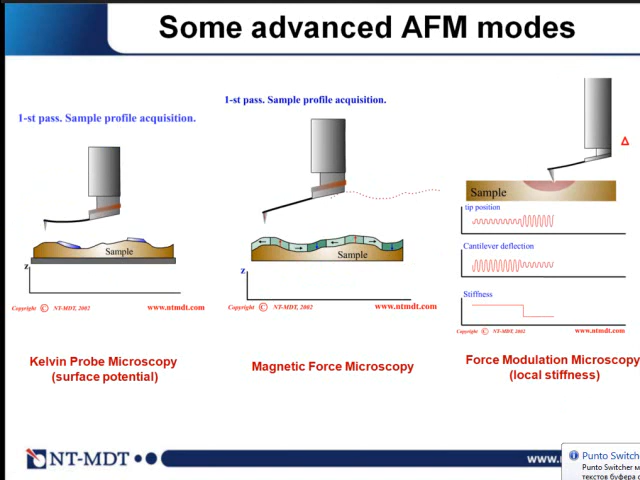 Some advanced AFM modes
1-st pass. Sample profile acquisition.
Sample
z
Copyright © NT-MDT, 2002 www.ntmdt.com
Kelvin Probe Microscopy
(surface potential)
1-st pass. Sample profile acquisition.
Sample
z
Copyright © NT-MDT, 2002 www.ntmdt.com
Magnetic Force Microscopy
Δ
Sample
tip position
Cantilever deflection
Stiffness
Copyright © NT-MDT, 2002 www.ntmdt.com
Force Modulation Microscopy
(local stiffness)
NT-MDT
www.n
Punto Switch
Punto Switcher
текстов буфера